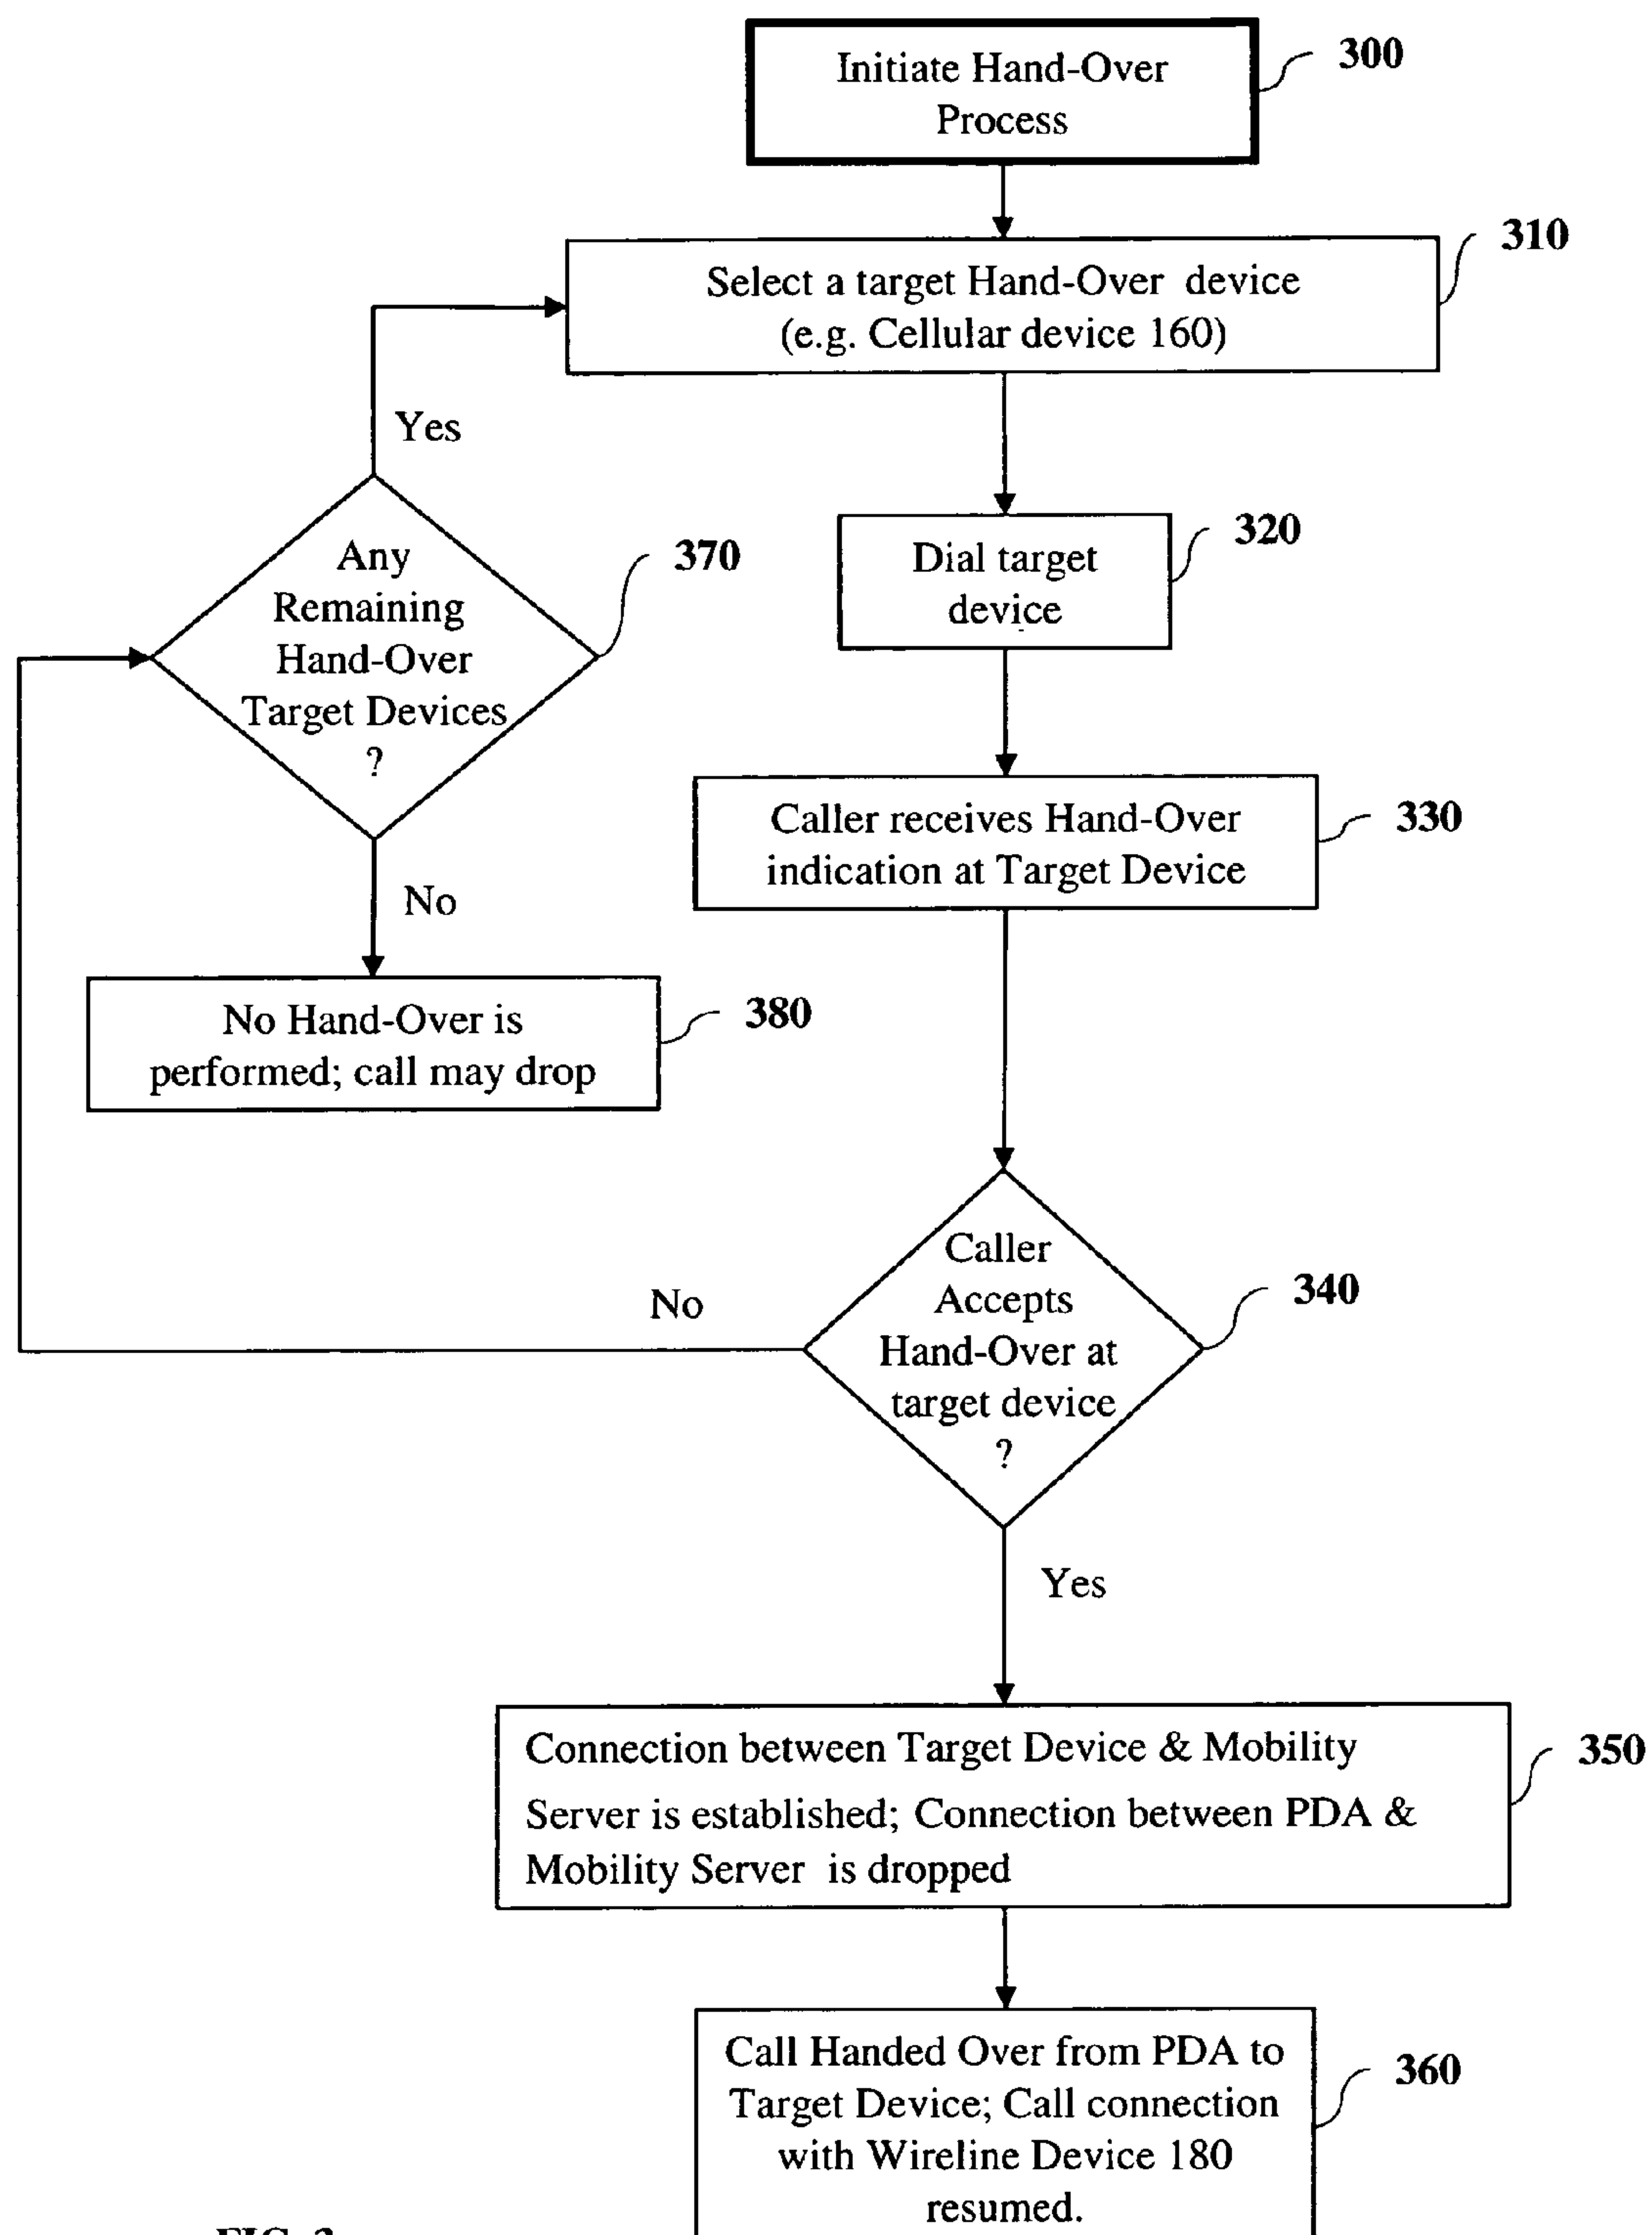 Initiate Hand-Over
Process
300
Select a target Hand-Over device
(e.g. Cellular device 160)
310
Yes
Any
Remaining
Hand-Over
Target Devices
?
370
Dial target
device
320
Caller receives Hand-Over
indication at Target Device
330
No
No Hand-Over is
performed; call may drop
380
Caller
Accepts
Hand-Over at
target device
?
340
No
Yes
Connection between Target Device & Mobility
Server is established; Connection between PDA &
Mobility Server is dropped
350
Call Handed Over from PDA to
Target Device; Call connection
with Wireline Device 180
resumed.
360